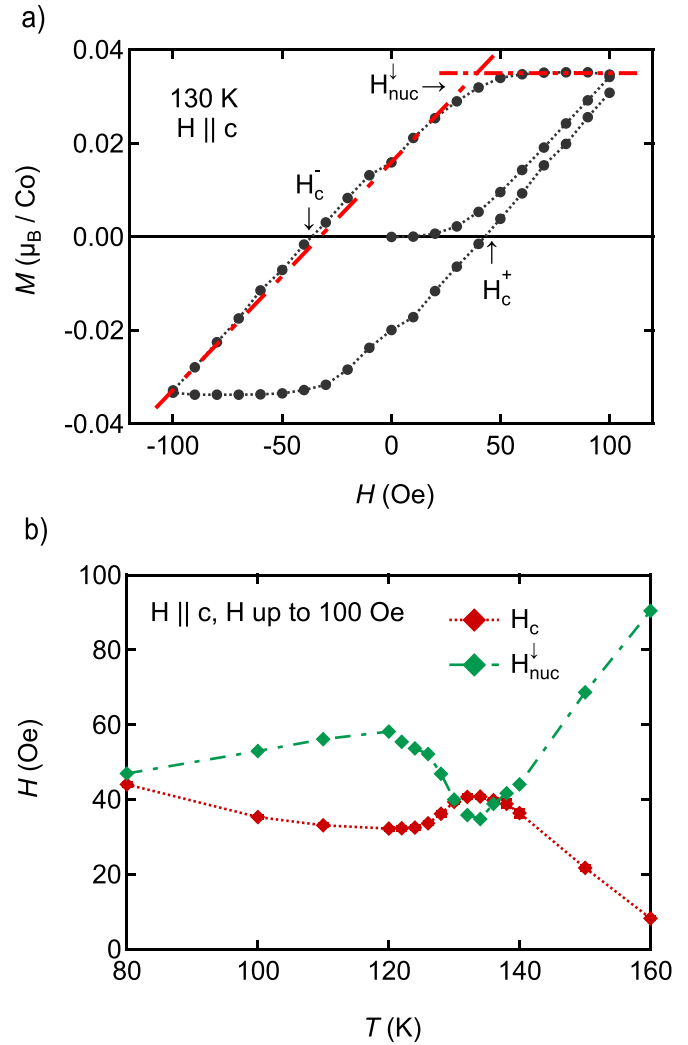 a)
0.04
0.02
0.00
-0.02
-0.04
M (μB / Co)
130 K
H || c
H↓nuc →
Hc-
↓
↑
Hc+
-100 -50 0 50 100
H (Oe)
b)
100
80
60
40
20
0
H (Oe)
H || c, H up to 100 Oe
Hc
H↓nuc
80 100 120 140 160
T (K)